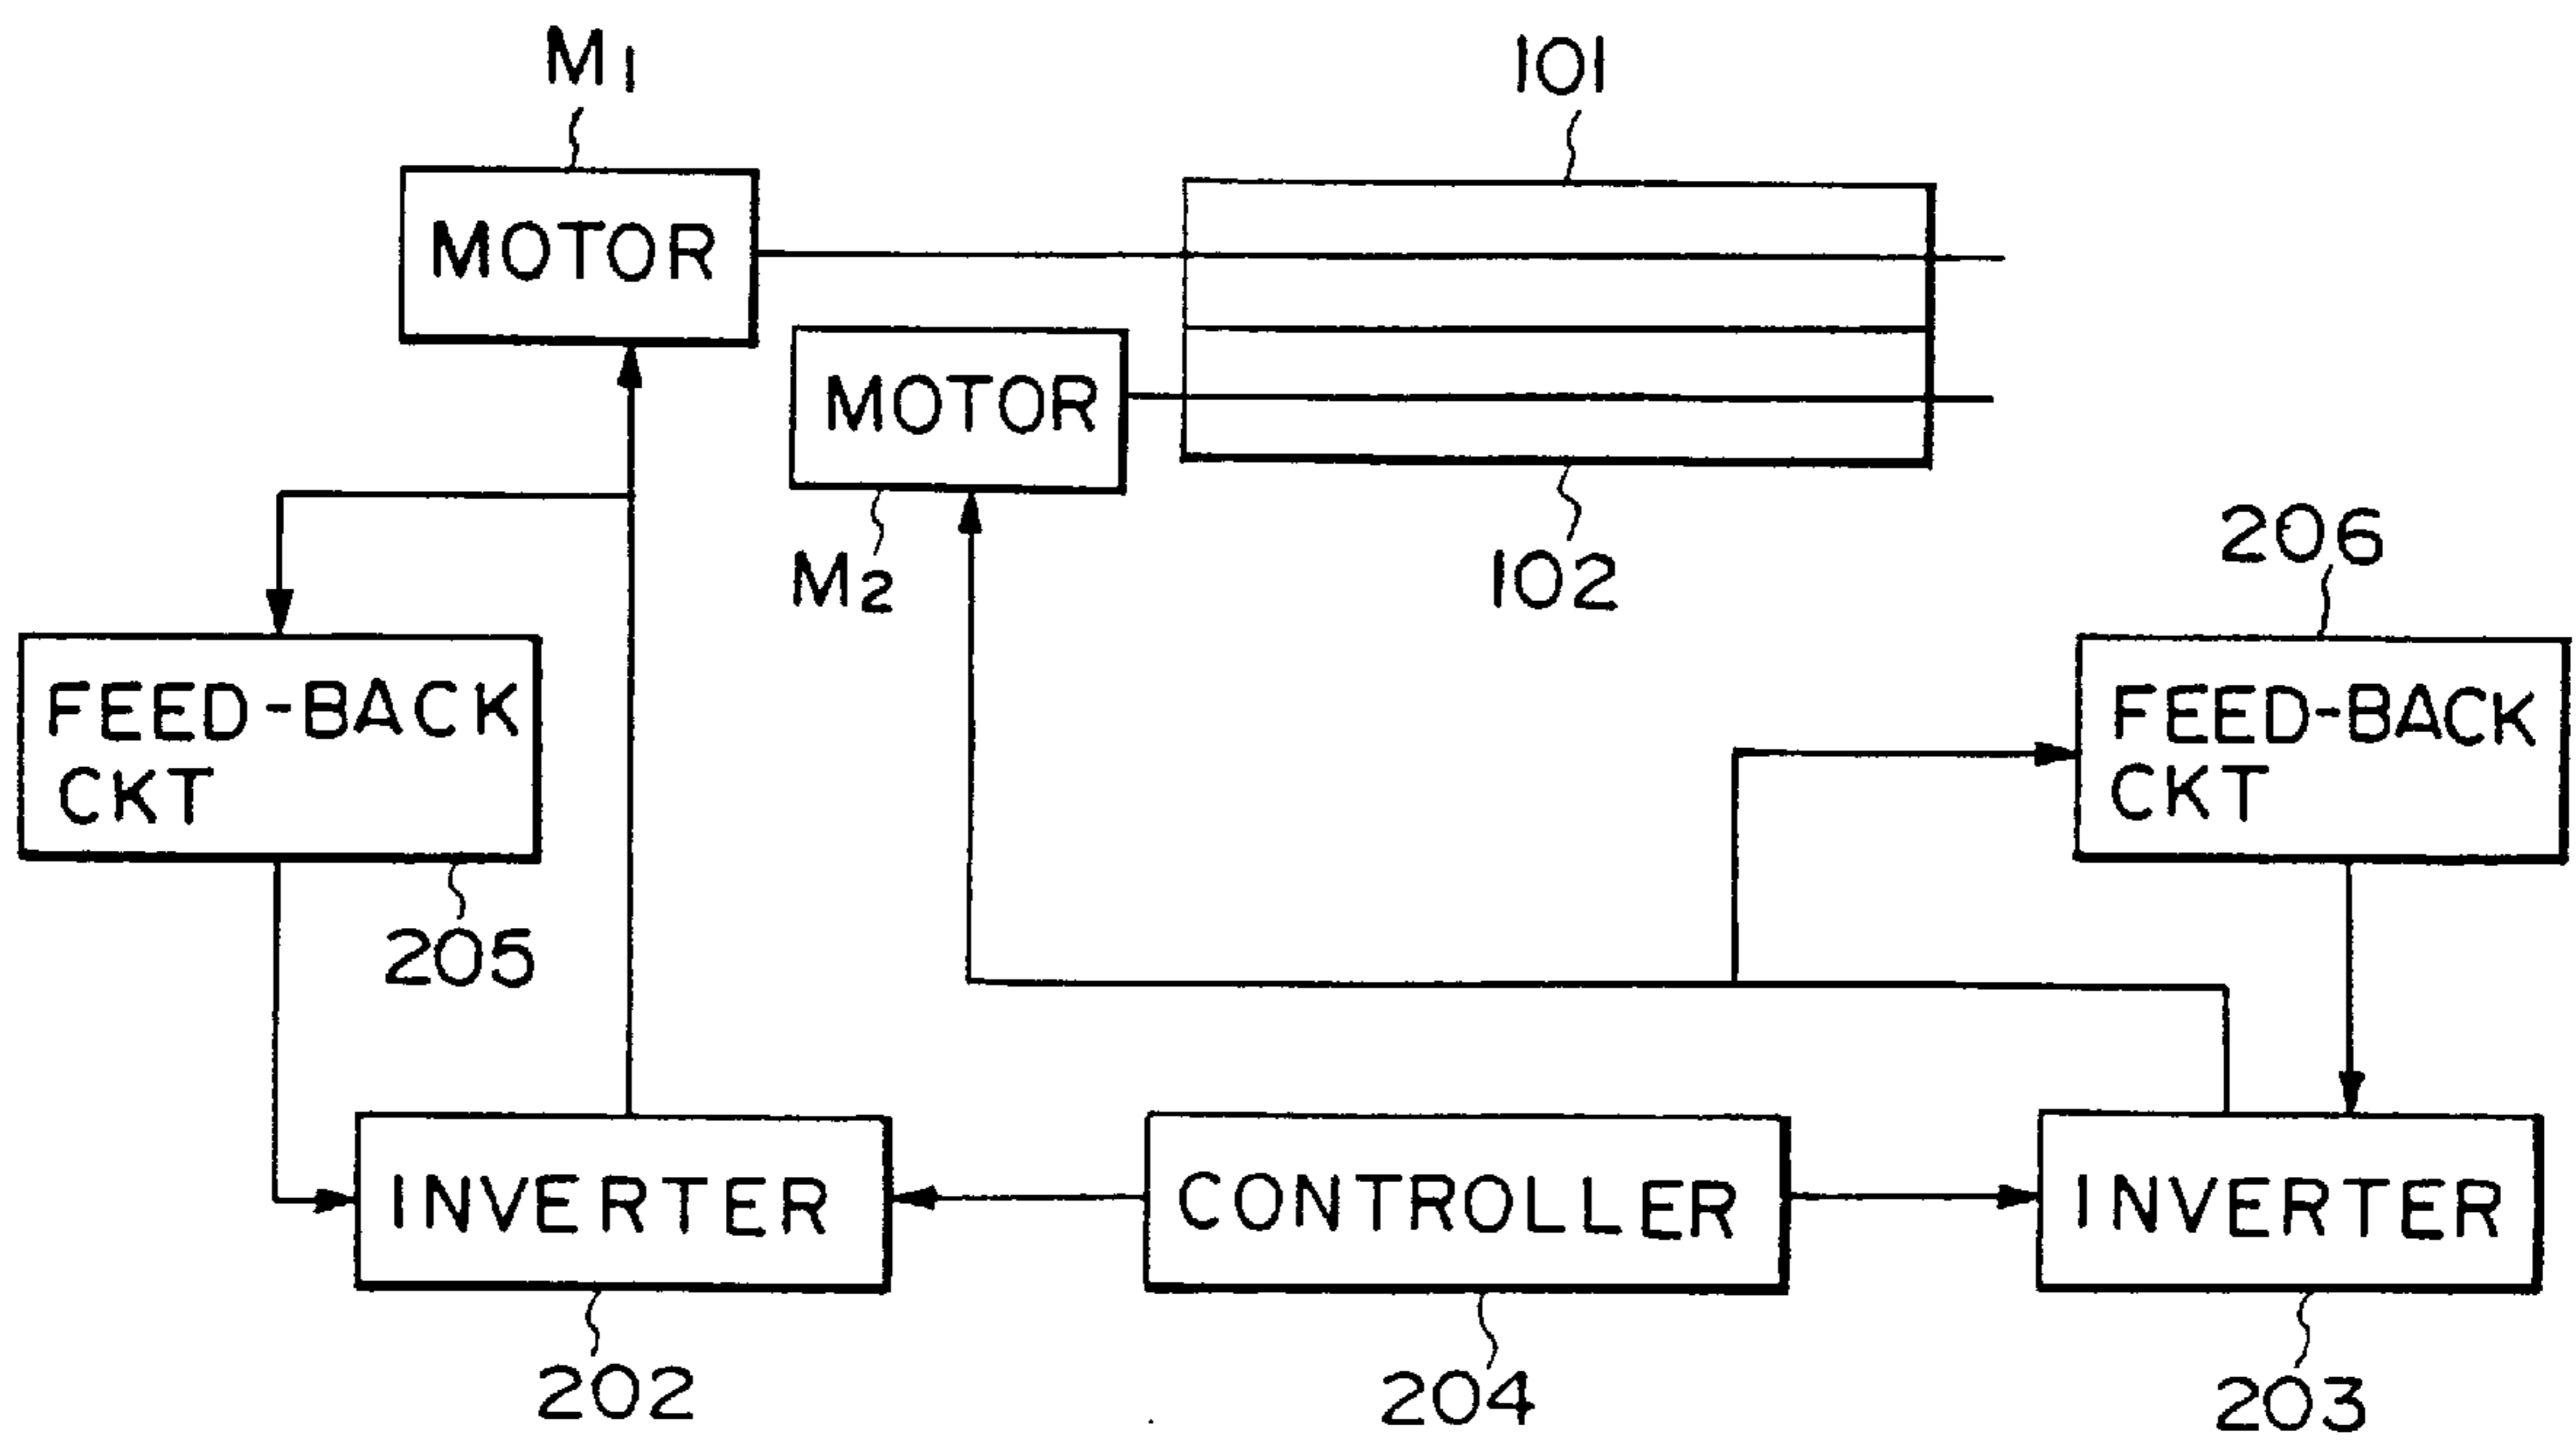 M1
101
MOTOR
MOTOR
M2
102
206
FEED-BACK
CKT
205
FEED-BACK
CKT
INVERTER
CONTROLLER
INVERTER
202
204
203